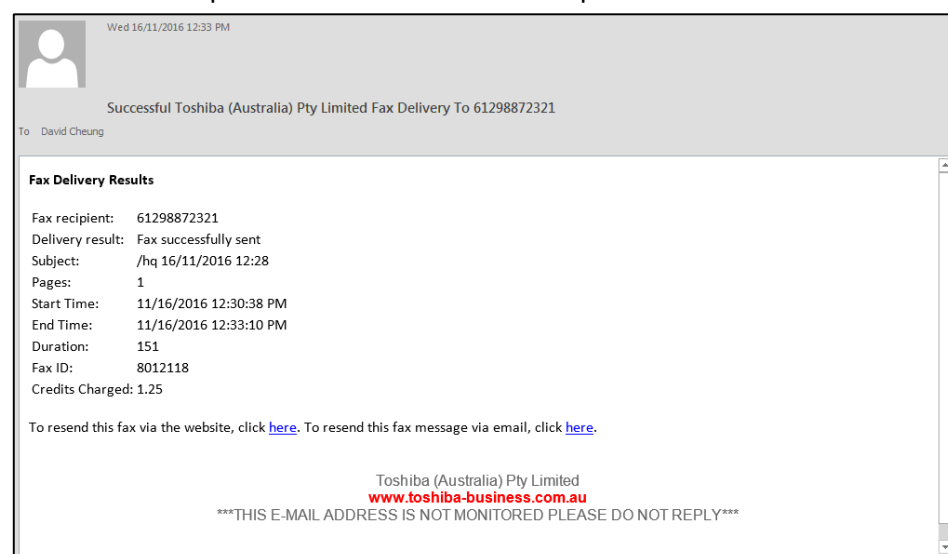 Wed 16/11/2016 12:33 PM
Successful Toshiba (Australia) Pty Limited Fax Delivery To 61298872321
To David Cheung
Fax Delivery Results
Fax recipient: 61298872321
Delivery result: Fax successfully sent
Subject: /hq 16/11/2016 12:28
Pages: 1
Start Time: 11/16/2016 12:30:38 PM
End Time: 11/16/2016 12:33:10 PM
Duration: 151
Fax ID: 8012118
Credits Charged: 1.25
To resend this fax via the website, click here. To resend this fax message via email, click here.
Toshiba (Australia) Pty Limited
www.toshiba-business.com.au
***THIS E-MAIL ADDRESS IS NOT MONITORED PLEASE DO NOT REPLY***